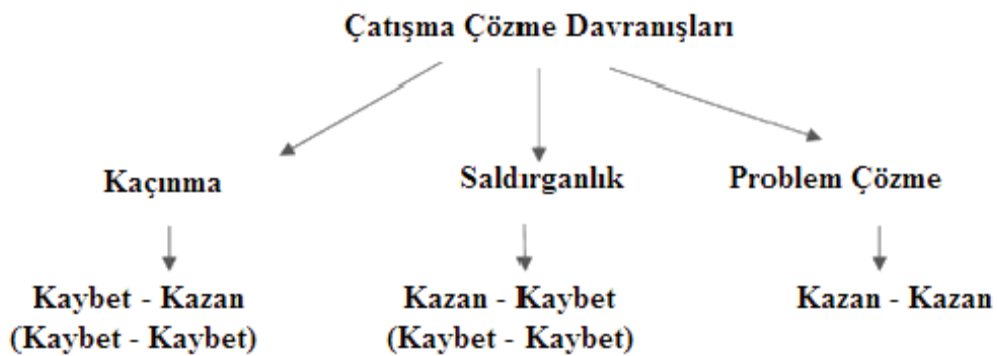 Çatışma Çözme Davranışları
Kaçınma
Saldırganlık
Problem Çözme
Kaybet - Kazan
(Kaybet - Kaybet)
Kazan - Kaybet
(Kaybet - Kaybet)
Kazan - Kazan